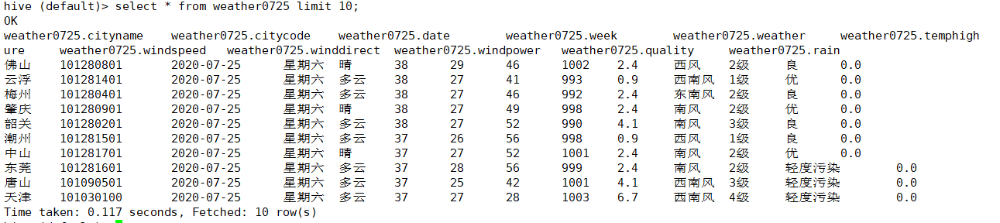 hive (default)> select * from weather0725 limit 10;
OK
weather0725.cityname weather0725.citycode weather0725.date weather0725.week weather0725.weather weather0725.temphigh
ure weather0725.windspeed weather0725.winddirect weather0725.windpower weather0725.quality weather0725.rain
佛山 101280801 2020-07-25 星期六 晴 38 29 46 1002 2.4 西风 2级 良 0.0
云浮 101281401 2020-07-25 星期六 多云 38 27 41 993 0.9 西南风 1级 优 0.0
梅州 101280401 2020-07-25 星期六 多云 38 27 46 992 2.4 东南风 2级 良 0.0
肇庆 101280901 2020-07-25 星期六 晴 38 27 49 998 2.4 南风 2级 优 0.0
韶关 101280201 2020-07-25 星期六 多云 38 27 52 990 4.1 南风 3级 良 0.0
潮州 101281501 2020-07-25 星期六 多云 37 26 56 998 0.9 西风 1级 良 0.0
中山 101281701 2020-07-25 星期六 晴 37 27 52 1001 2.4 南风 2级 优 0.0
东莞 101281601 2020-07-25 星期六 多云 37 28 56 999 2.4 南风 2级 轻度污染 0.0
唐山 101090501 2020-07-25 星期六 多云 37 25 42 1001 4.1 西南风 3级 轻度污染 0.0
天津 101030100 2020-07-25 星期六 多云 37 27 28 1003 6.7 西南风 4级 轻度污染 0.0
Time taken: 0.117 seconds, Fetched: 10 row(s)